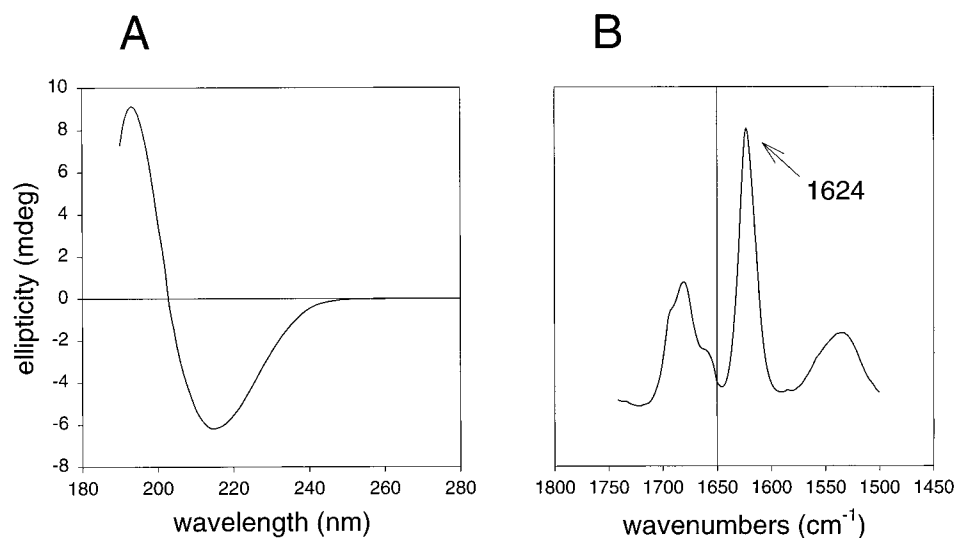 A
B
10
8
6
4
2
0
-2
-4
-6
-8
180 200 220 240 260 280
ellipticity (mdeg)
wavelength (nm)
1624
1800 1750 1700 1650 1600 1550 1500 1450
wavenumbers (cm⁻¹)